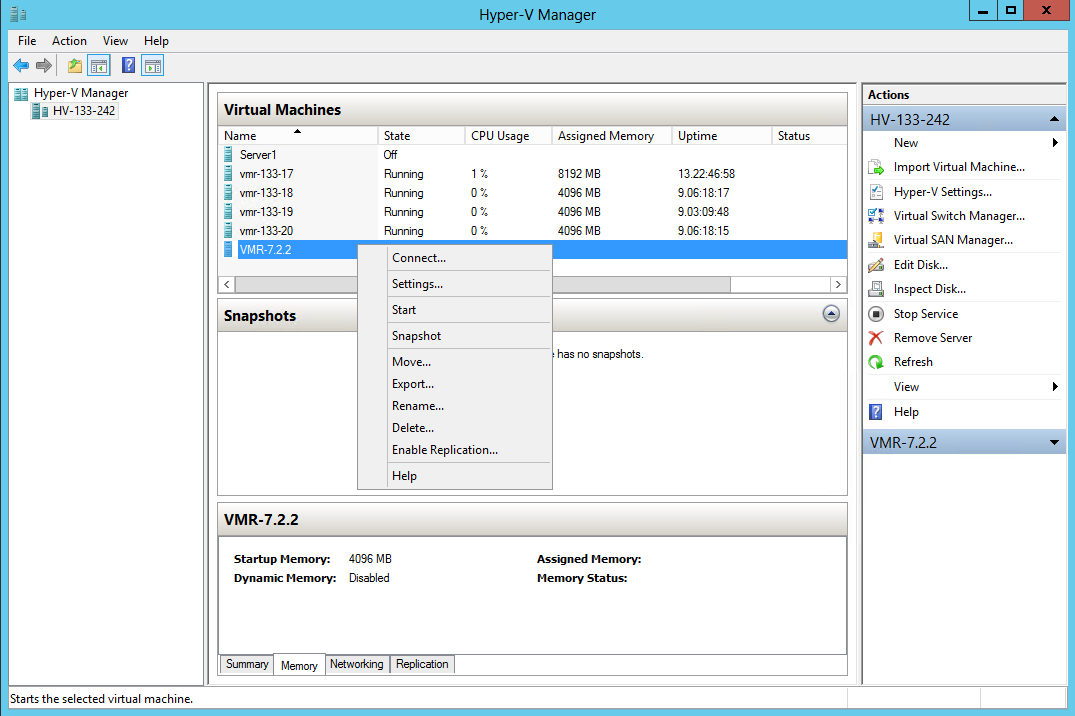 Hyper-V Manager
File Action View Help
Hyper-V Manager
HV-133-242
Virtual Machines
Name State CPU Usage Assigned Memory Uptime Status
Server1 Off
vmr-133-17 Running 1 % 8192 MB 13.22:46:58
vmr-133-18 Running 0 % 4096 MB 9.06:18:17
vmr-133-19 Running 0 % 4096 MB 9.03:09:48
vmr-133-20 Running 0 % 4096 MB 9.06:18:15
VMR-7.2.2
Connect...
Settings...
Start
Snapshot
Move...
Export...
Rename...
Delete...
Enable Replication...
Help
Snapshots
has no snapshots.
VMR-7.2.2
Startup Memory: 4096 MB Assigned Memory:
Dynamic Memory: Disabled Memory Status:
Summary Memory Networking Replication
Actions
HV-133-242
New
Import Virtual Machine...
Hyper-V Settings...
Virtual Switch Manager...
Virtual SAN Manager...
Edit Disk...
Inspect Disk...
Stop Service
Remove Server
Refresh
View
Help
VMR-7.2.2
Starts the selected virtual machine.